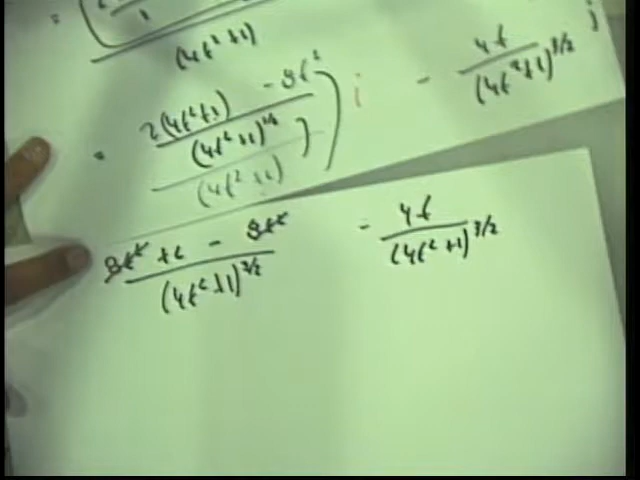 (4t²+1)
= ( (2(4t²+1) - 8t²) / (4t²+1)^{1/2} ) / (4t²+1) ) i - 4t / (4t²+1)^{3/2} j
(8t² + 2 - 8t²) / (4t²+1)^{3/2} - 4t / (4t²+1)^{3/2}